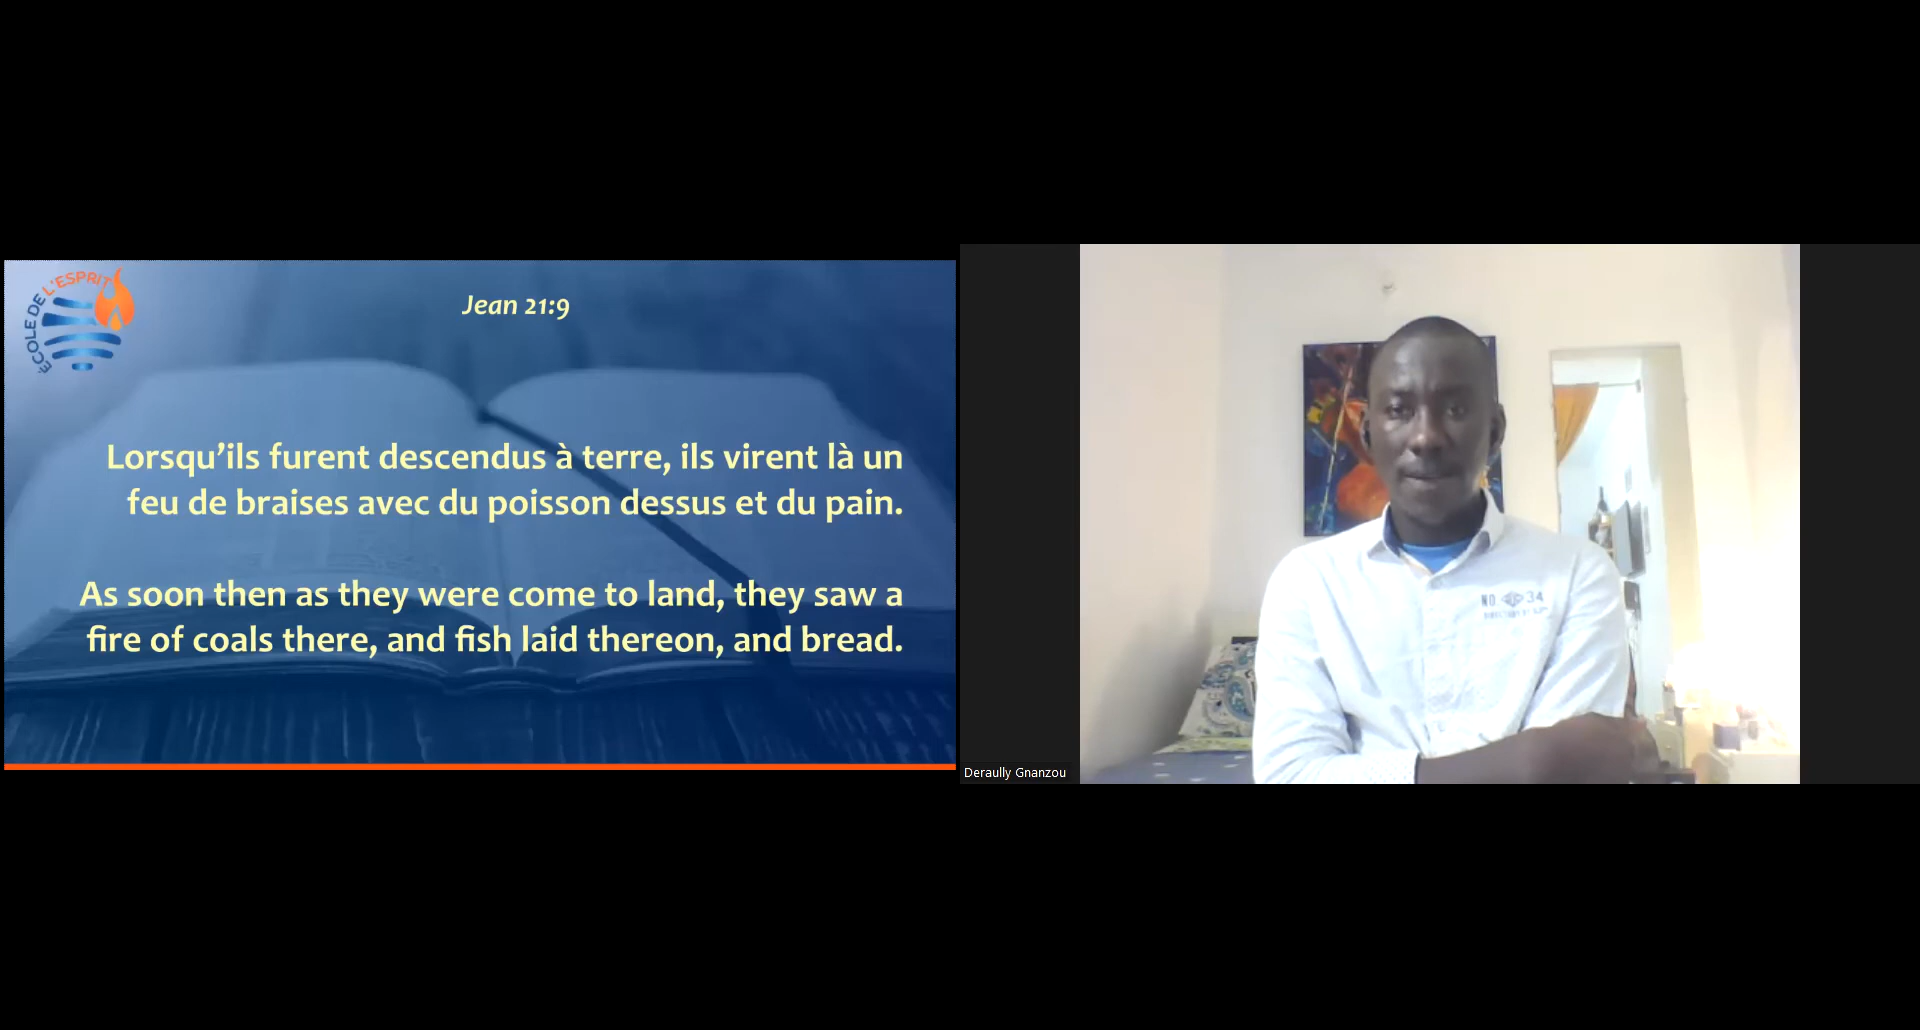 ÉCOLE DE L'ESPRIT
Jean 21:9
Lorsqu’ils furent descendus à terre, ils virent là un
feu de braises avec du poisson dessus et du pain.
As soon then as they were come to land, they saw a
fire of coals there, and fish laid thereon, and bread.
NO 34
Deraully Gnanzou